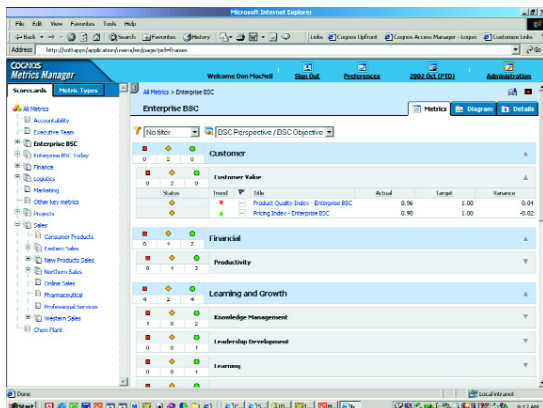 Microsoft Internet Explorer
File Edit View Favorites Tools Help
Back Search Favorites History Links Cognos Upfront Cognos Access Manager - Logon Customize Links
Address Go
COGNOS
Metrics Manager
Welcome Don MacNeil Sign Out Preferences 2002 Oct (PTD) Administration
Scorecards Metric Types
All Metrics > Enterprise BSC
Enterprise BSC Metrics Diagram Details
All Metrics
Accountability
Executive Team
Enterprise BSC
Enterprise BSC Today
Finance
Logistics
Marketing
Other key metrics
Projects
Sales
Consumer Products
Eastern Sales
New Products Sales
Northern Sales
Online Sales
Pharmaceutical
Professional Services
Western Sales
Chem Plant
No filter BSC Perspective / BSC Objective
0 2 0 Customer
0 2 0 Customer Value
Status Trend Title Actual Target Variance
Product Quality Index - Enterprise BSC 0.96 1.00 -0.04
Pricing Index - Enterprise BSC 0.98 1.00 -0.02
0 1 2 Financial
0 1 2 Productivity
4 2 4 Learning and Growth
1 0 2 Knowledge Management
0 0 1 Leadership Development
0 0 1 Learning
Done Local intranet
Start 8:12 AM